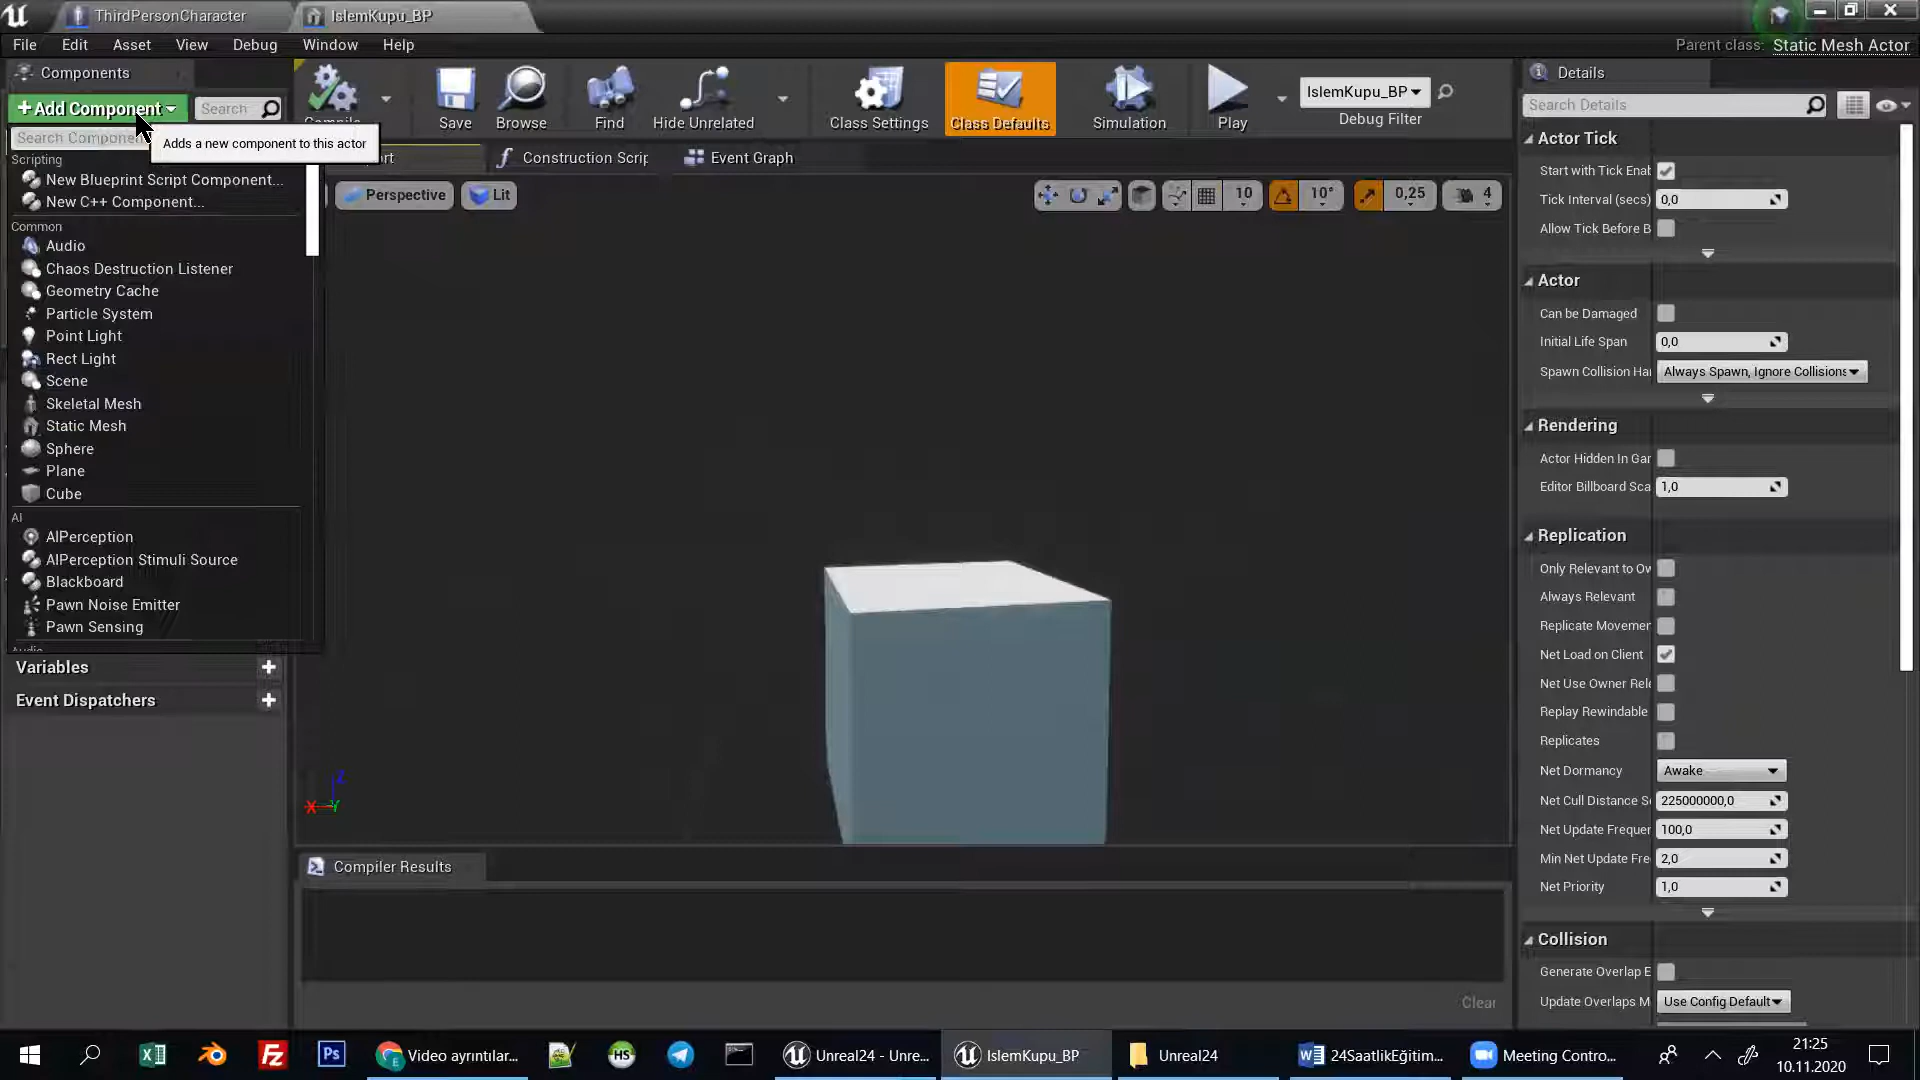 ThirdPersonCharacter
IslemKupu_BP
File Edit Asset View Debug Window Help
Parent class: Static Mesh Actor
Components
Details
+Add Component
Search
Save
Browse
Find
Hide Unrelated
Class Settings
Class Defaults
Simulation
Play
IslemKupu_BP
Debug Filter
Search Details
Adds a new component to this actor
Construction Scrip
Event Graph
Scripting
New Blueprint Script Component...
New C++ Component...
Common
Audio
Chaos Destruction Listener
Geometry Cache
Particle System
Point Light
Rect Light
Scene
Skeletal Mesh
Static Mesh
Sphere
Plane
Cube
AI
AIPerception
AIPerception Stimuli Source
Blackboard
Pawn Noise Emitter
Pawn Sensing
Variables
Event Dispatchers
Perspective
Lit
10
10°
0,25
4
X
Y
Z
Compiler Results
Clear
Actor Tick
Start with Tick Enab
Tick Interval (secs) 0,0
Allow Tick Before B
Actor
Can be Damaged
Initial Life Span 0,0
Spawn Collision Ha Always Spawn, Ignore Collisions
Rendering
Actor Hidden In Gar
Editor Billboard Sca 1,0
Replication
Only Relevant to Ow
Always Relevant
Replicate Movemer
Net Load on Client
Net Use Owner Rele
Replay Rewindable
Replicates
Net Dormancy Awake
Net Cull Distance S 225000000,0
Net Update Frequer 100,0
Min Net Update Fre 2,0
Net Priority 1,0
Collision
Generate Overlap E
Update Overlaps M Use Config Default
Video ayrıntılar...
Unreal24 - Unre...
IslemKupu_BP
Unreal24
24SaatlikEğitim...
Meeting Contro...
21:25
10.11.2020